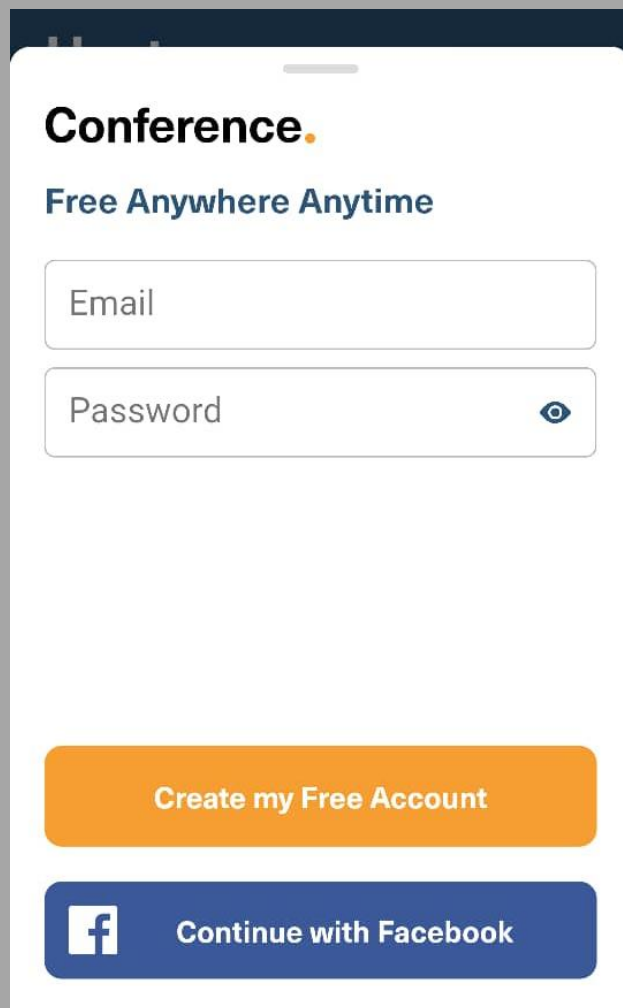 Conference.
Free Anywhere Anytime
Email
Password
Create my Free Account
f Continue with Facebook